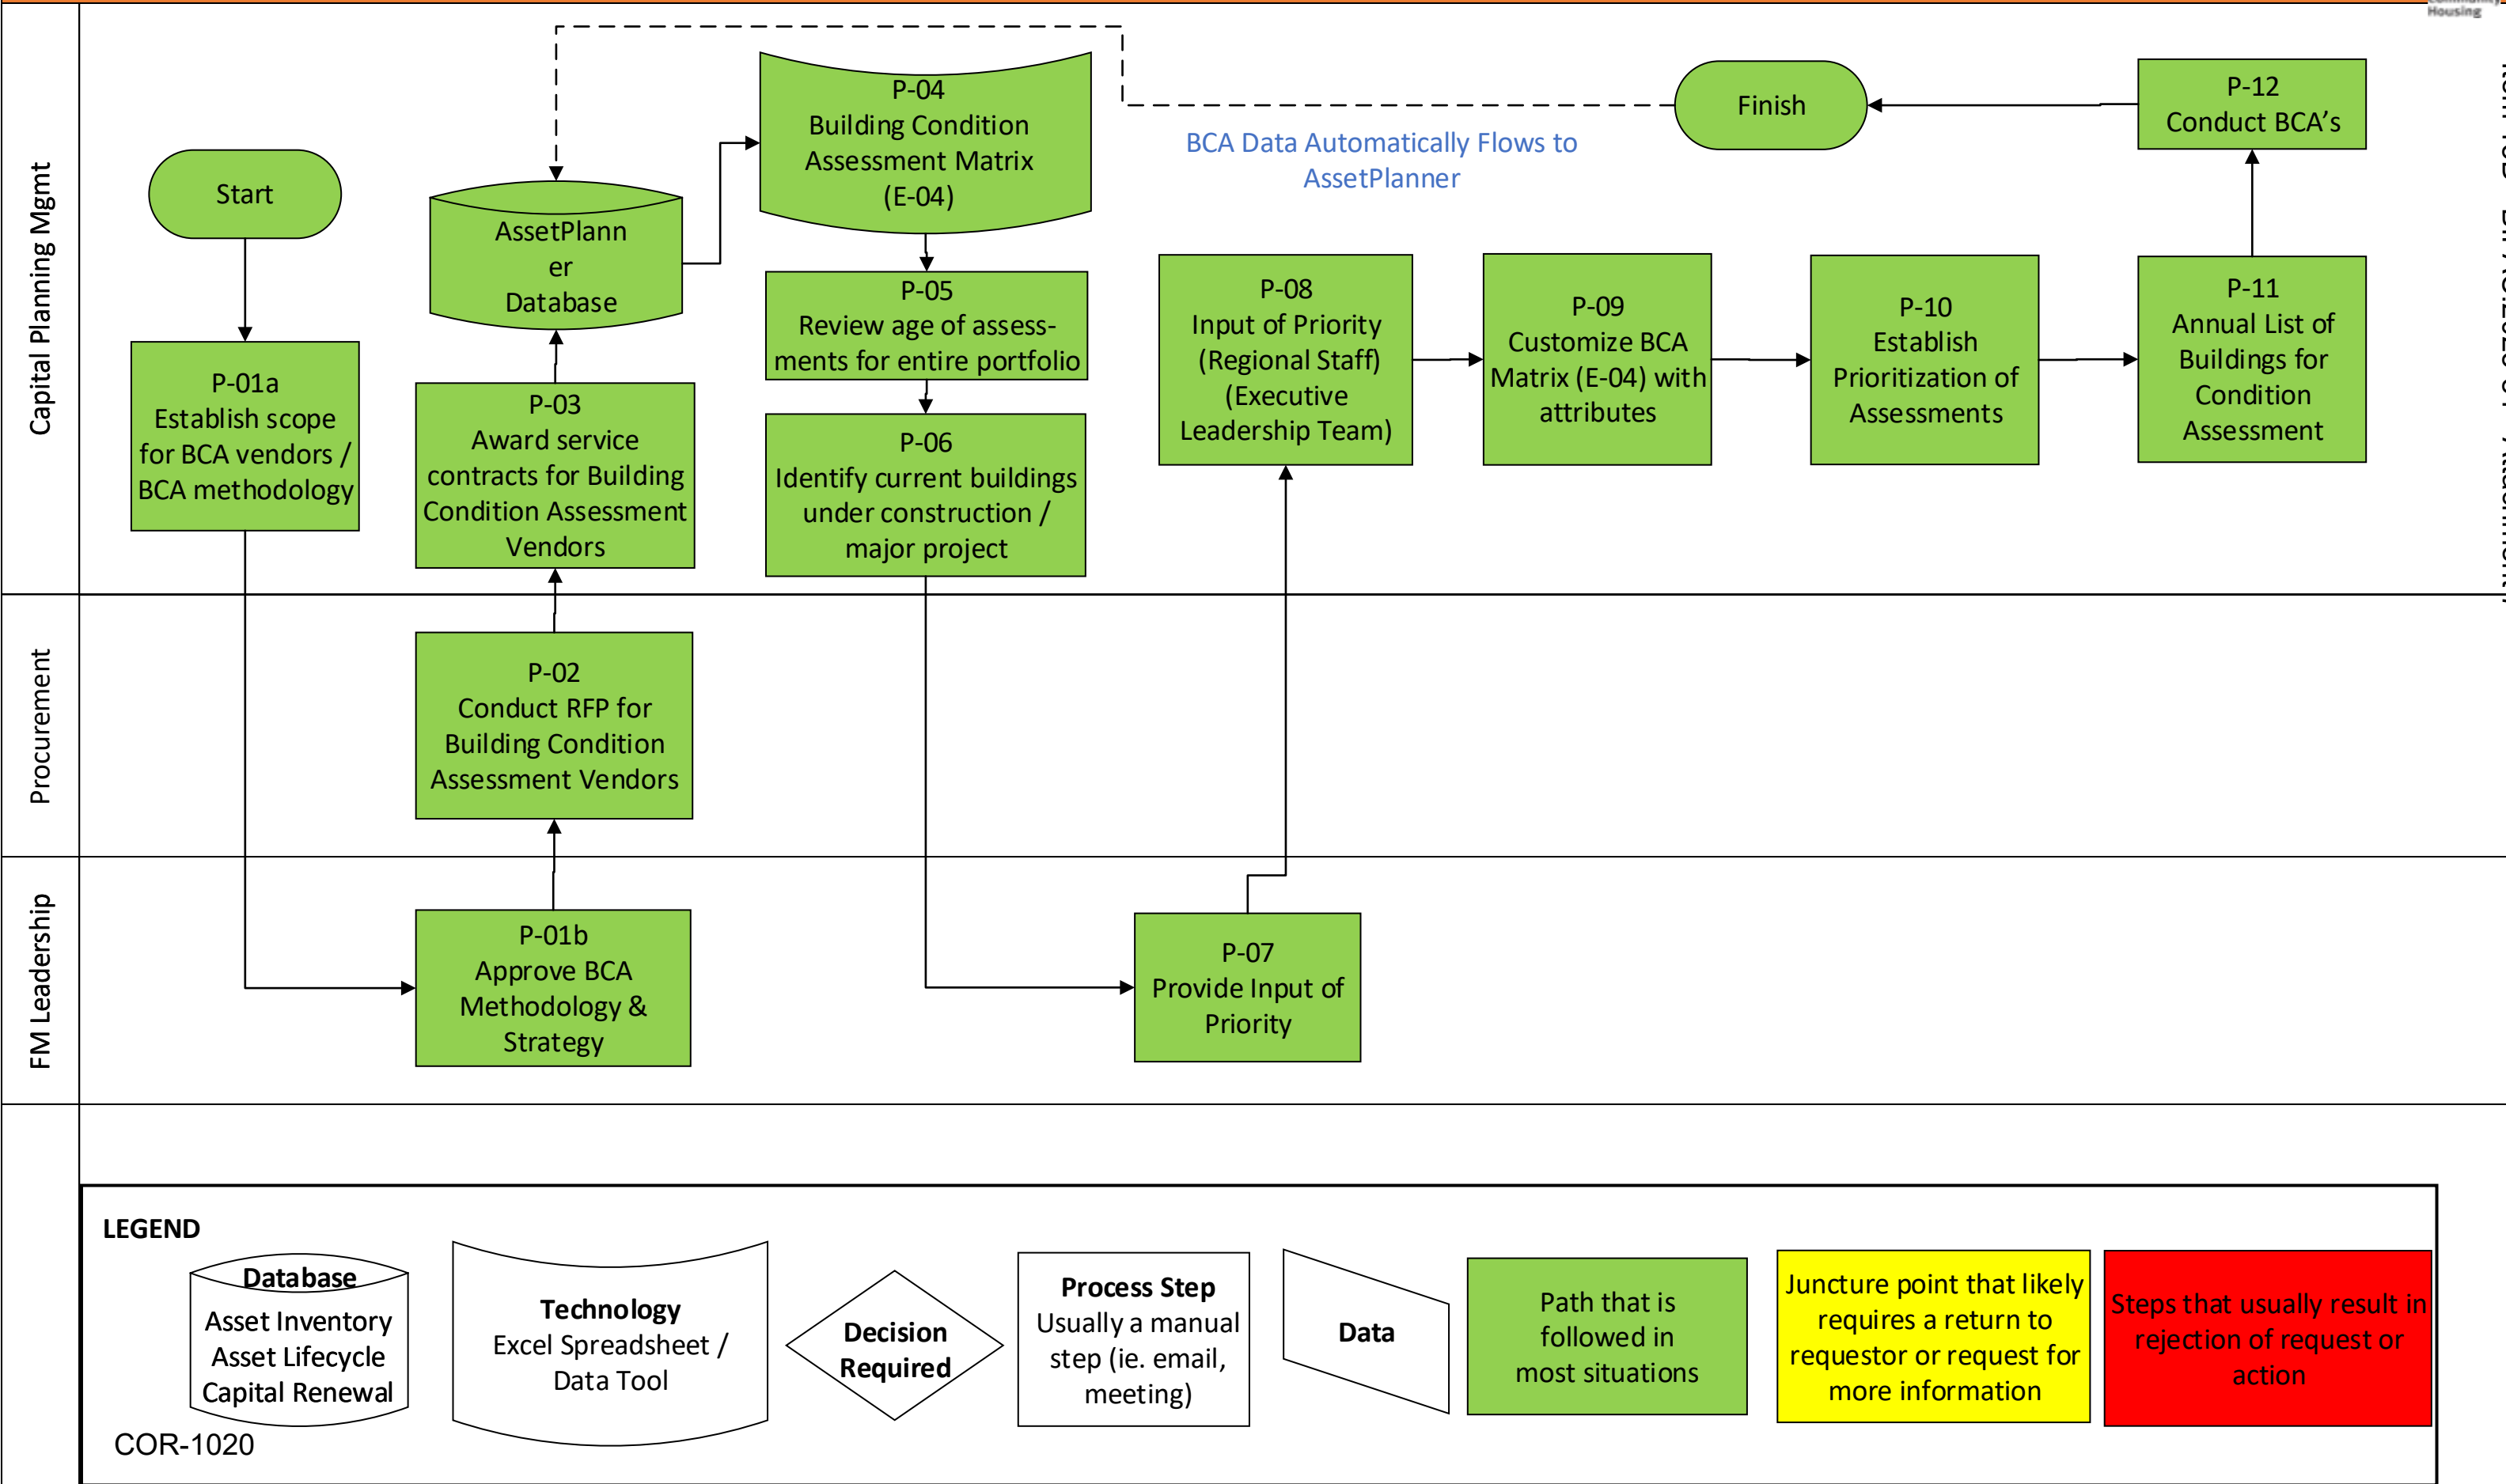 Housing
Capital Planning Mgmt
Start
P-01a
Establish scope
for BCA vendors /
BCA methodology
AssetPlann
er
Database
P-03
Award service
contracts for Building
Condition Assessment
Vendors
P-04
Building Condition
Assessment Matrix
(E-04)
P-05
Review age of assess-
ments for entire portfolio
P-06
Identify current buildings
under construction /
major project
BCA Data Automatically Flows to
AssetPlanner
Finish
P-12
Conduct BCA's
P-08
Input of Priority
(Regional Staff)
(Executive
Leadership Team)
P-09
Customize BCA
Matrix (E-04) with
attributes
P-10
Establish
Prioritization of
Assessments
P-11
Annual List of
Buildings for
Condition
Assessment
Procurement
P-02
Conduct RFP for
Building Condition
Assessment Vendors
FM Leadership
P-01b
Approve BCA
Methodology &
Strategy
P-07
Provide Input of
Priority
LEGEND
Database
Asset Inventory
Asset Lifecycle
Capital Renewal
Technology
Excel Spreadsheet /
Data Tool
Decision
Required
Process Step
Usually a manual
step (ie. email,
meeting)
Data
Path that is
followed in
most situations
Juncture point that likely
requires a return to
requestor or request for
more information
Steps that usually result in
rejection of request or
action
COR-1020